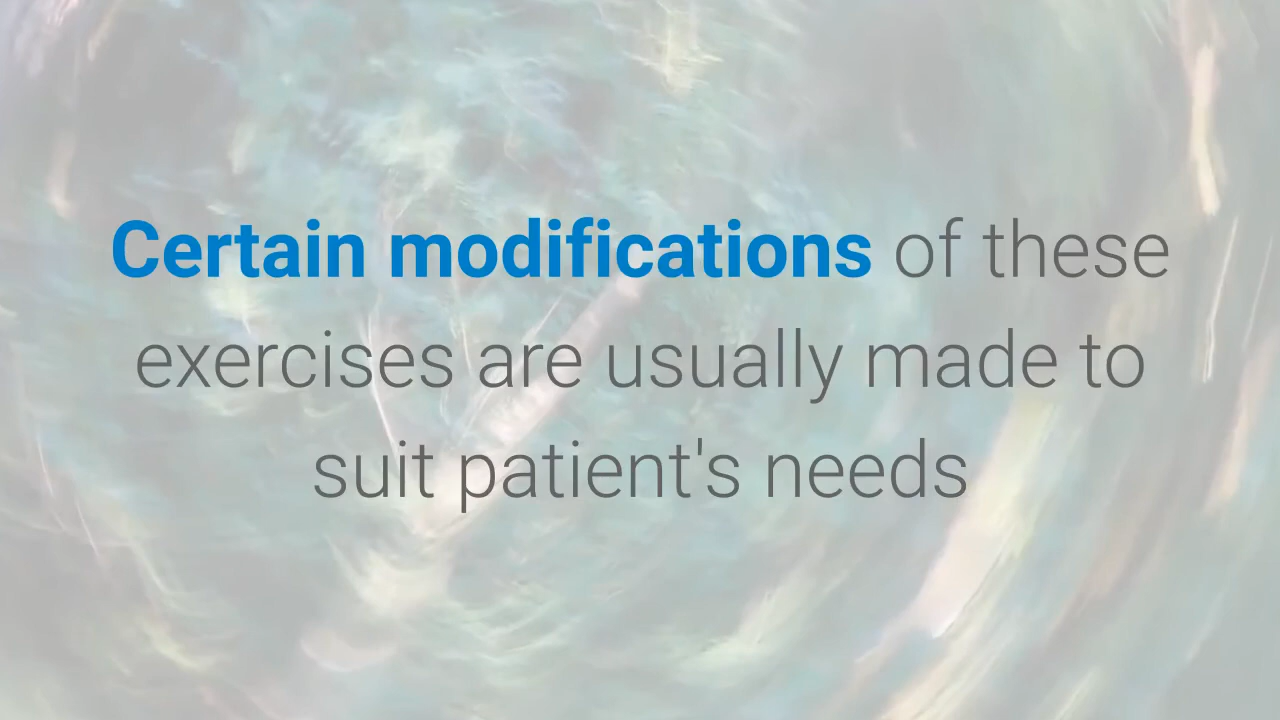 Certain modifications of these
exercises are usually made to
suit patient's needs